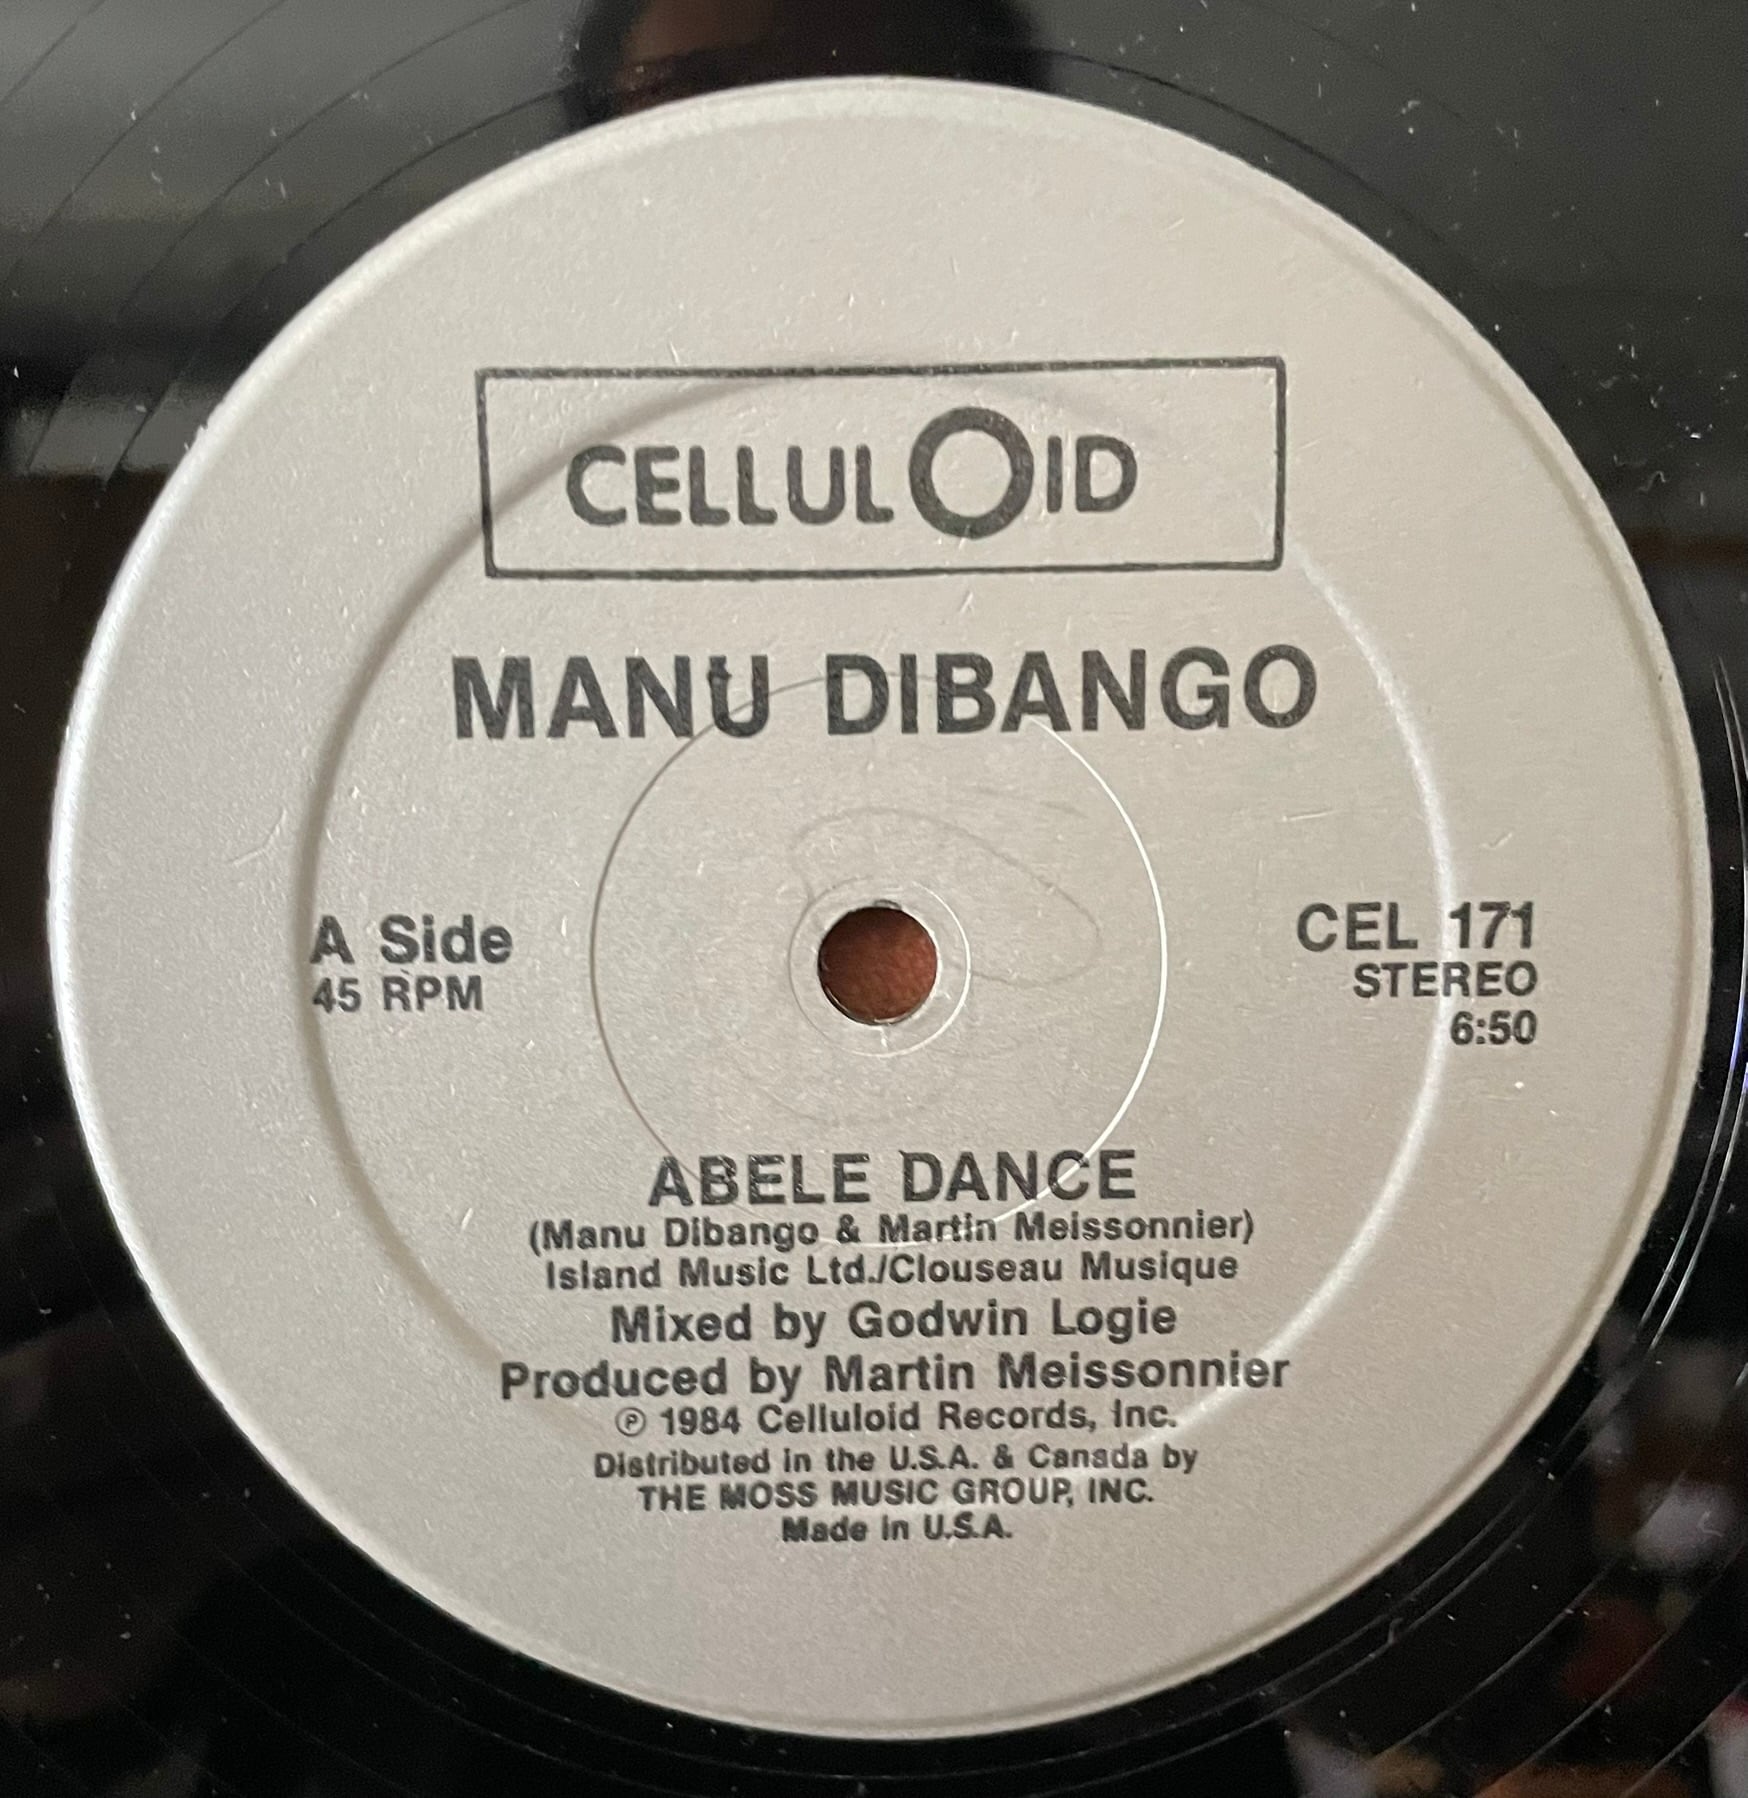 CELLULOID
MANU DIBANGO
A Side
45 RPM
CEL 171
STEREO
6:50
ABELE DANCE
(Manu Dibango & Martin Meissonnier)
Island Music Ltd./Clouseau Musique
Mixed by Godwin Logie
Produced by Martin Meissonnier
℗ 1984 Celluloid Records, Inc.
Distributed in the U.S.A. & Canada by
THE MOSS MUSIC GROUP, INC.
Made in U.S.A.